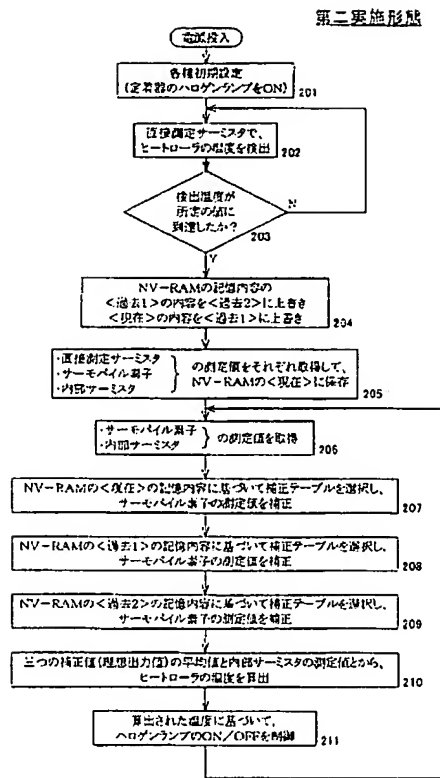 第二実施形態
電源投入
各種初期設定
(定着器のハロゲンランプをON)
201
直接測定サーミスタで、
ヒートローラの温度を検出
202
検出温度が
所定の値に
到達したか?
N
203
Y
NV-RAMの記憶内容の
<過去1>の内容を<過去2>に上書き
<現在>の内容を<過去1>に上書き
204
・直接測定サーミスタ
・サーモパイル素子
・内部サーミスタ
の測定値をそれぞれ取得して、
NV-RAMの<現在>に保存
205
・サーモパイル素子
・内部サーミスタ
の測定値を取得
206
NV-RAMの<現在>の記憶内容に基づいて補正テーブルを選択し、
サーモパイル素子の測定値を補正
207
NV-RAMの<過去1>の記憶内容に基づいて補正テーブルを選択し、
サーモパイル素子の測定値を補正
208
NV-RAMの<過去2>の記憶内容に基づいて補正テーブルを選択し、
サーモパイル素子の測定値を補正
209
三つの補正値(理想出力値)の平均値と内部サーミスタの測定値とから、
ヒートローラの温度を算出
210
算出された温度に基づいて、
ハロゲンランプのON/OFFを制御
211